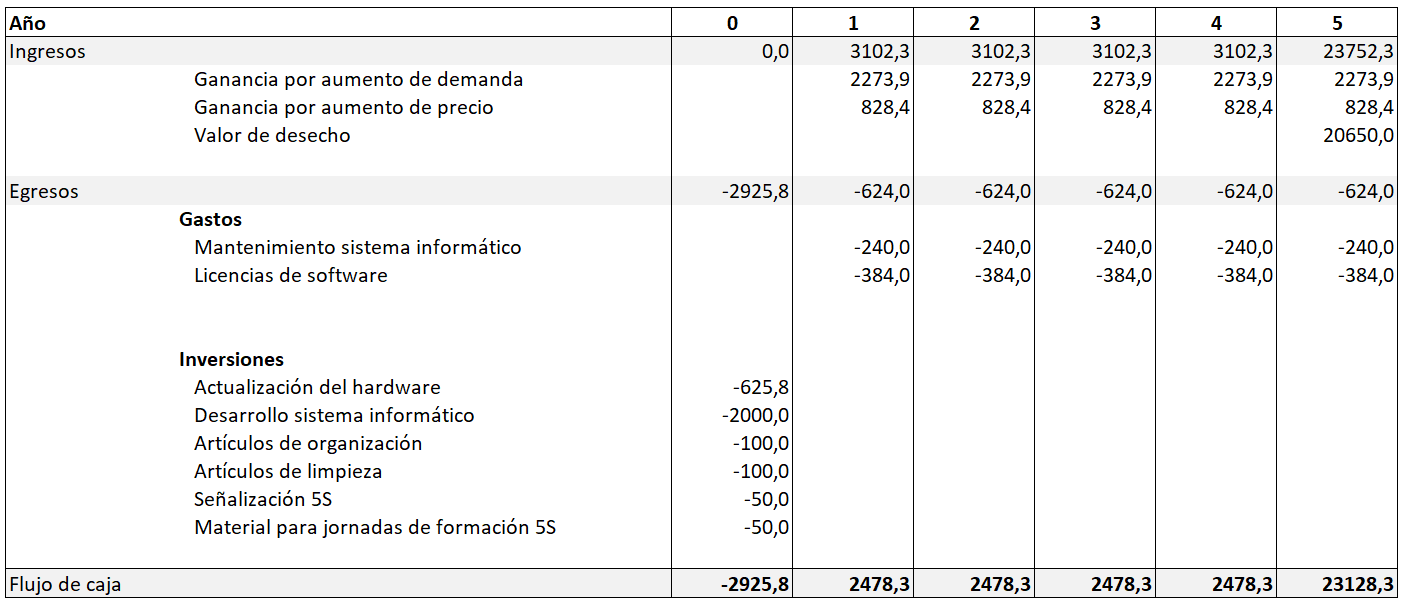 Año 0 1 2 3 4 5
Ingresos 0,0 3102,3 3102,3 3102,3 3102,3 23752,3
Ganancia por aumento de demanda 2273,9 2273,9 2273,9 2273,9 2273,9
Ganancia por aumento de precio 828,4 828,4 828,4 828,4 828,4
Valor de desecho 20650,0
Egresos -2925,8 -624,0 -624,0 -624,0 -624,0 -624,0
Gastos
Mantenimiento sistema informático -240,0 -240,0 -240,0 -240,0 -240,0
Licencias de software -384,0 -384,0 -384,0 -384,0 -384,0
Inversiones
Actualización del hardware -625,8
Desarrollo sistema informático -2000,0
Artículos de organización -100,0
Artículos de limpieza -100,0
Señalización 5S -50,0
Material para jornadas de formación 5S -50,0
Flujo de caja -2925,8 2478,3 2478,3 2478,3 2478,3 23128,3